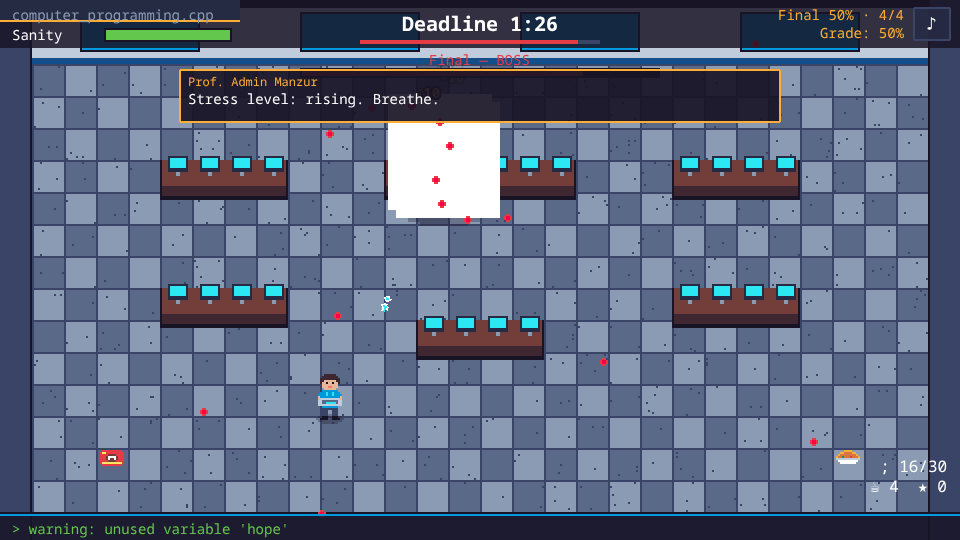 computer programming.cpp
Sanity
Deadline 1:26
Final 50% · 4/4
Grade: 50%
♪
Final — BOSS
Prof. Admin Manzur
Stress level: rising. Breathe.
; 16/30
☕ 4 ★ 0
> warning: unused variable 'hope'